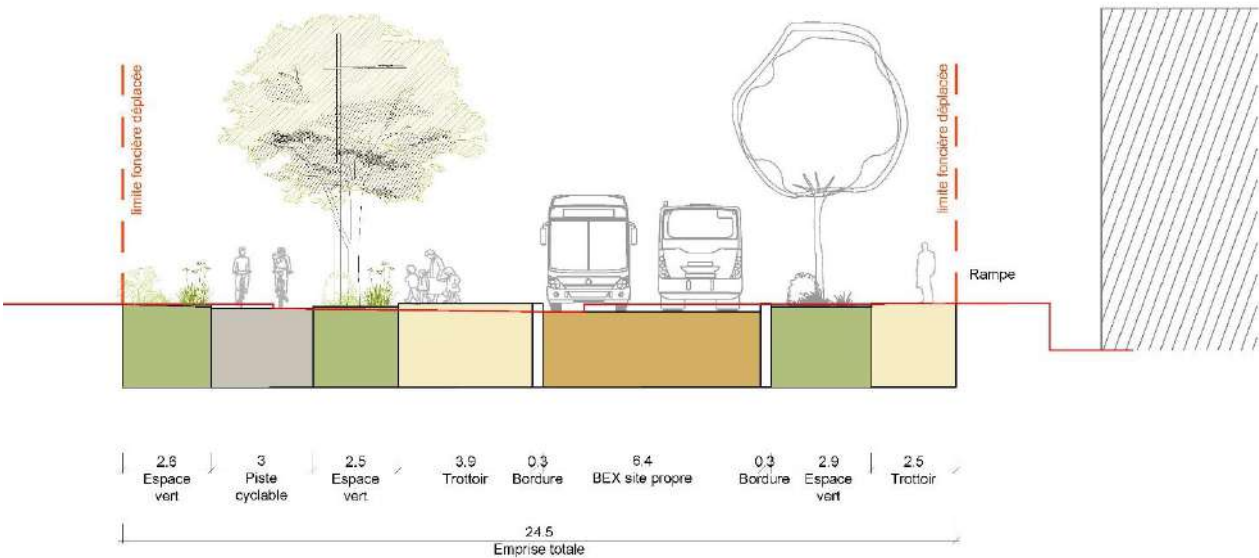 limite foncière déplacée
limite foncière déplacée
Rampe
2.6
Espace
vert
3
Piste
cyclable
2.5
Espace
vert
3.9
Trottoir
0.3
Bordure
6.4
BEX site propre
0.3
Bordure
2.9
Espace
vert
2.5
Trottoir
24.5
Emprise totale